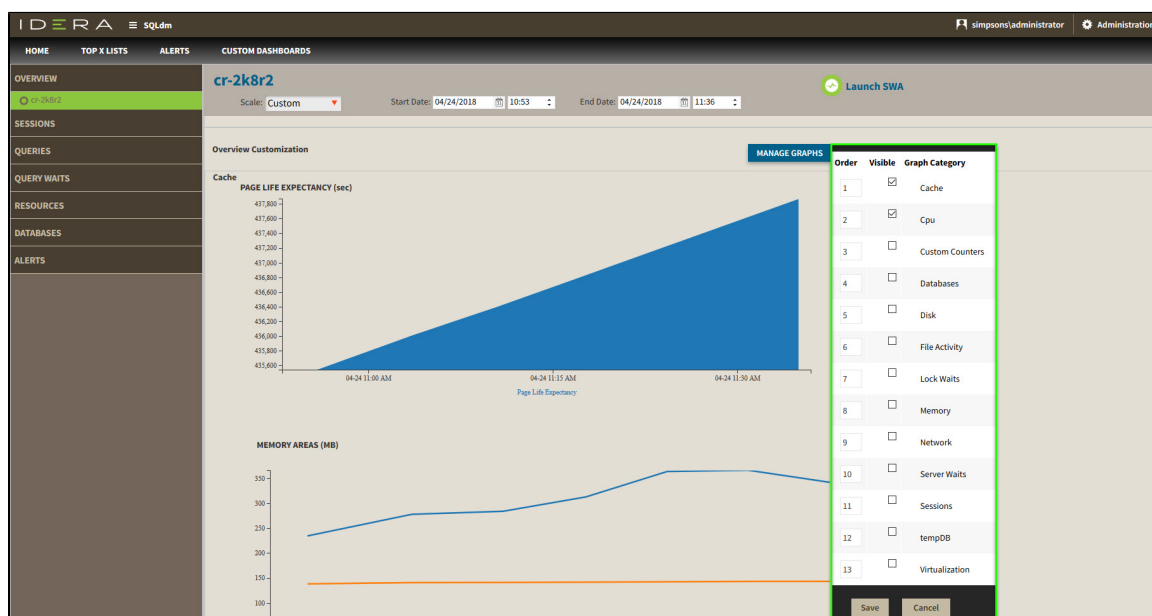 IDERA SQLdm simpsons\administrator Administration
HOME TOP X LISTS ALERTS CUSTOM DASHBOARDS
OVERVIEW
cr-2k8r2
SESSIONS
QUERIES
QUERY WAITS
RESOURCES
DATABASES
ALERTS
cr-2k8r2
Launch SWA
Scale: Custom Start Date: 04/24/2018 10:53 End Date: 04/24/2018 11:36
Overview Customization
MANAGE GRAPHS
Cache
PAGE LIFE EXPECTANCY (sec)
437,800
437,600
437,400
437,200
437,000
436,800
436,600
436,400
436,200
436,000
435,800
435,600
04-24 11:00 AM 04-24 11:15 AM 04-24 11:30 AM
Page Life Expectancy
MEMORY AREAS (MB)
350
300
250
200
150
100
Order Visible Graph Category
1 Cache
2 Cpu
3 Custom Counters
4 Databases
5 Disk
6 File Activity
7 Lock Waits
8 Memory
9 Network
10 Server Waits
11 Sessions
12 tempDB
13 Virtualization
Save Cancel